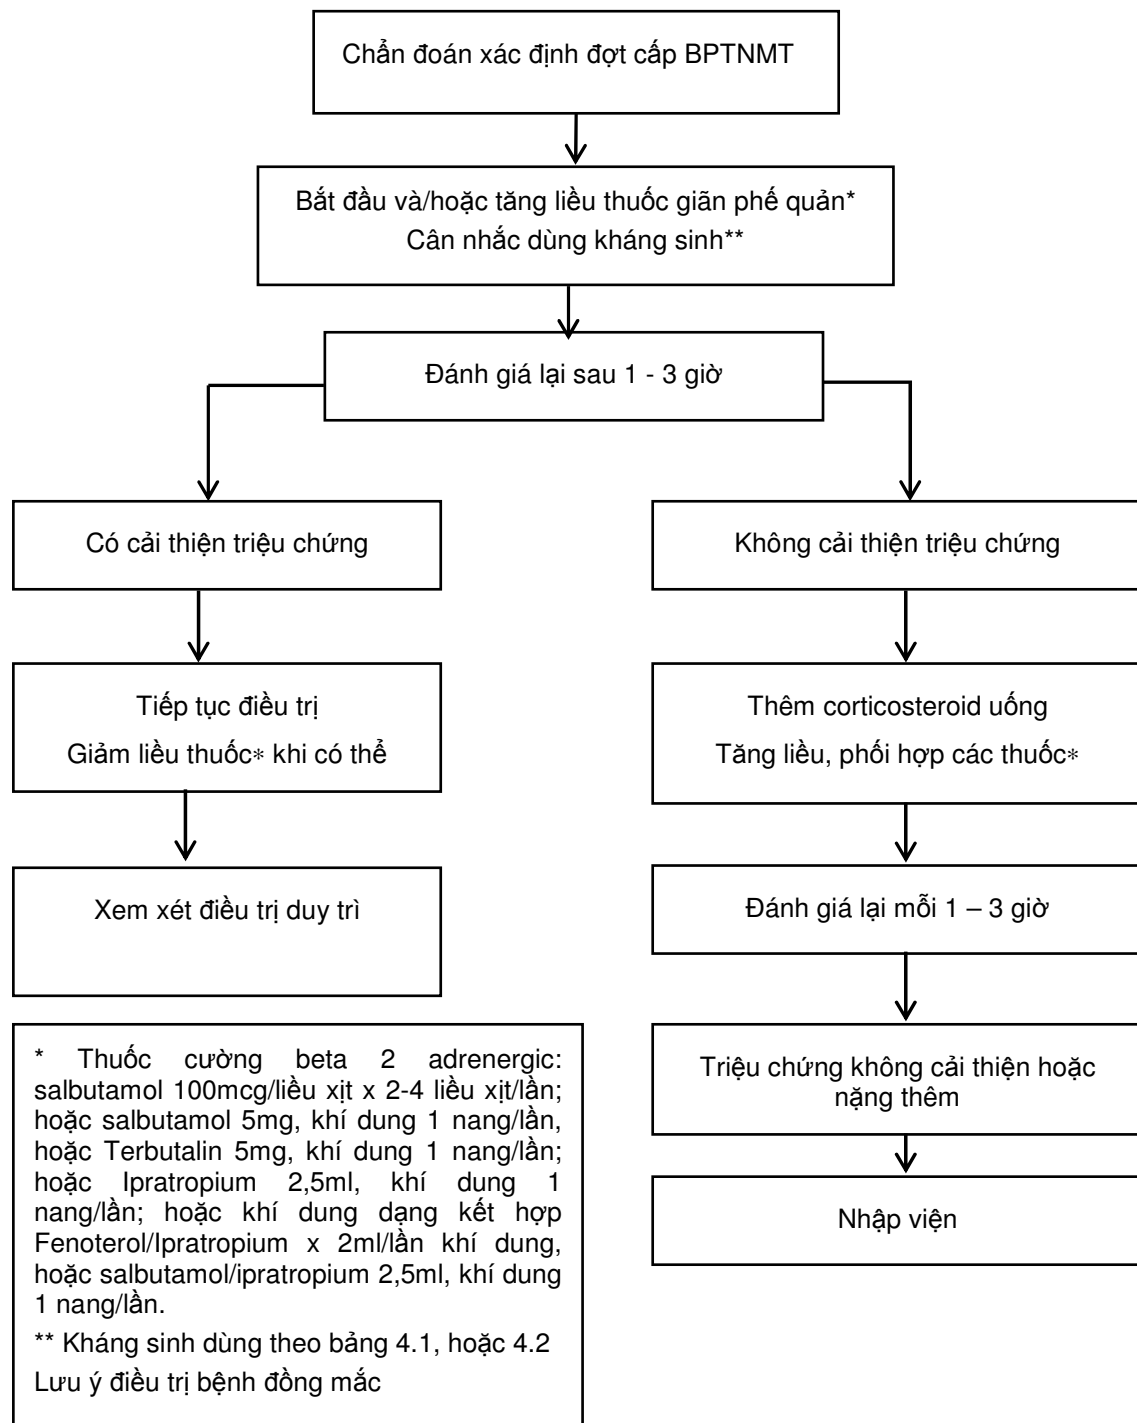 Chẩn đoán xác định đợt cấp BPTNMT
Bắt đầu và/hoặc tăng liều thuốc giãn phế quản*
Cân nhắc dùng kháng sinh**
Đánh giá lại sau 1 - 3 giờ
Có cải thiện triệu chứng
Không cải thiện triệu chứng
Tiếp tục điều trị
Giảm liều thuốc* khi có thể
Thêm corticosteroid uống
Tăng liều, phối hợp các thuốc*
Xem xét điều trị duy trì
Đánh giá lại mỗi 1 – 3 giờ
Triệu chứng không cải thiện hoặc
nặng thêm
Nhập viện
* Thuốc cường beta 2 adrenergic:
salbutamol 100mcg/liều xịt x 2-4 liều xịt/lần;
hoặc salbutamol 5mg, khí dung 1 nang/lần,
hoặc Terbutalin 5mg, khí dung 1 nang/lần;
hoặc Ipratropium 2,5ml, khí dung 1
nang/lần; hoặc khí dung dạng kết hợp
Fenoterol/Ipratropium x 2ml/lần khí dung,
hoặc salbutamol/ipratropium 2,5ml, khí dung
1 nang/lần.
** Kháng sinh dùng theo bảng 4.1, hoặc 4.2
Lưu ý điều trị bệnh đồng mắc